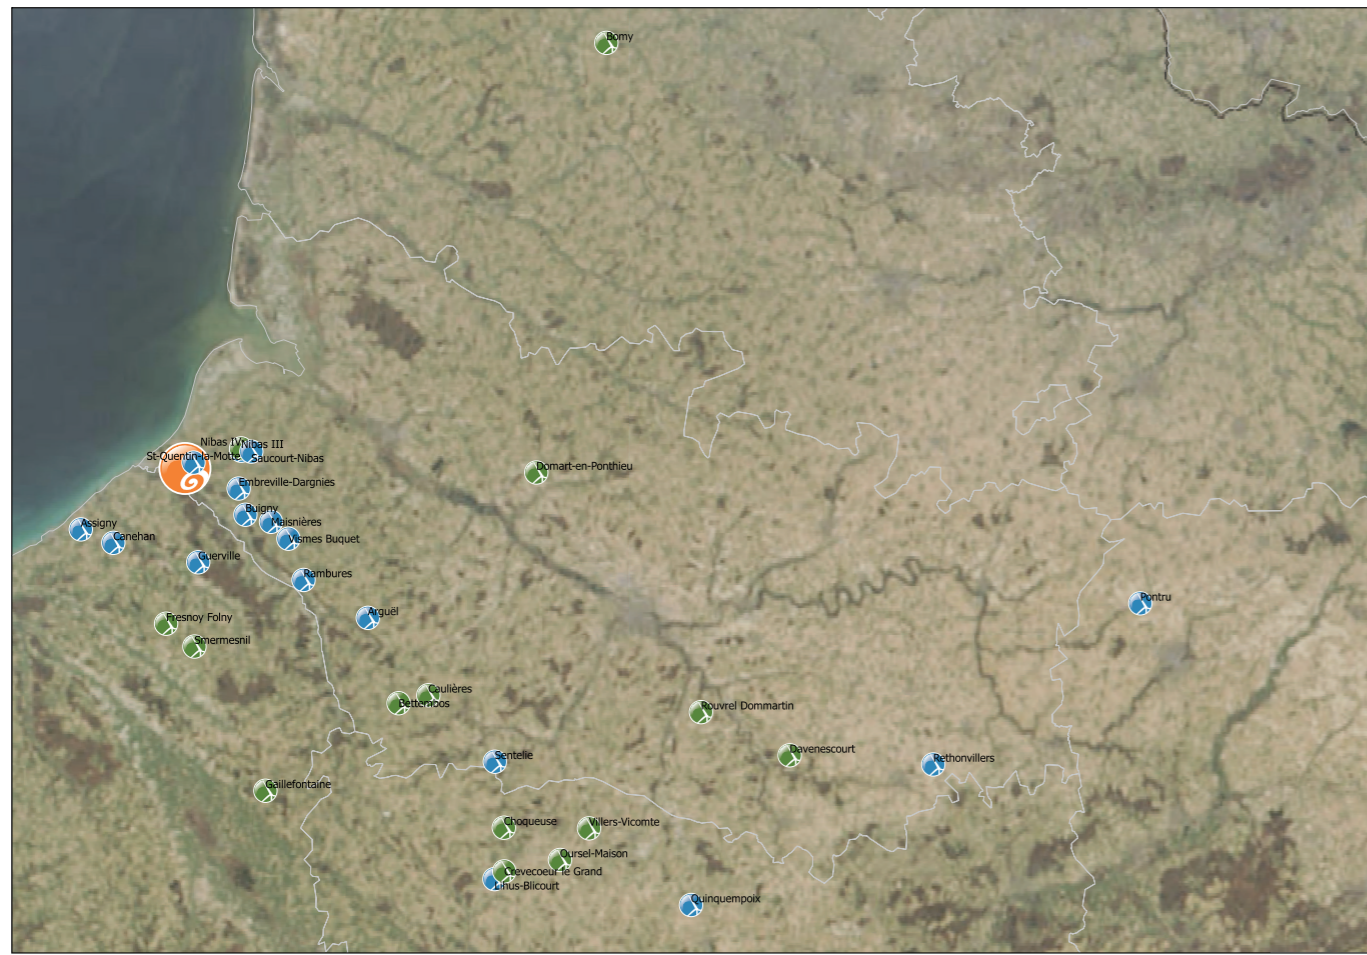 Bomy
Nibas IV
Nibas III
St-Quentin-la-Motte
Saucourt-Nibas
Domart-en-Ponthieu
Embreville-Dargnies
Buigny
Maisnières
Assigny
Canehan
Vismes Buquet
Guerville
Rambures
Pontru
Arguël
Fresnoy Folny
Smermesnil
Caulières
Bettembos
Rouvrel Dommartin
Davenescourt
Sentelie
Rethonvillers
Gaillefontaine
Choqueuse
Villers-Vicomte
Oursel-Maison
Crevecoeur le Grand
Lihus-Blicourt
Quinquempoix